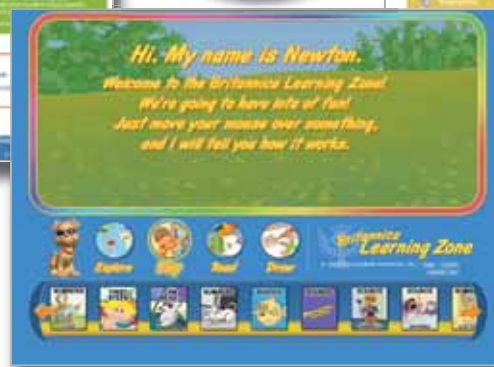 Hi. My name is Newton.
Welcome to the Britannica Learning Zone!
We're going to have lots of fun!
Just move your mouse over something,
and I will tell you how it works.
Explore
Play
Read
Draw
Britannica
Learning Zone